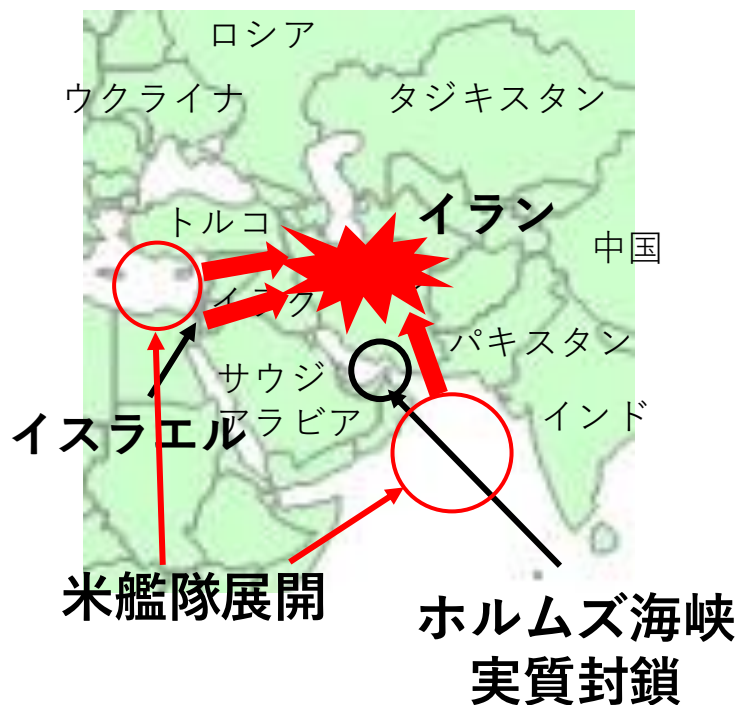 ロシア
ウクライナ
タジキスタン
トルコ
イラン
中国
イラク
パキスタン
サウジ
アラビア
インド
イスラエル
米艦隊展開
ホルムズ海峡
実質封鎖